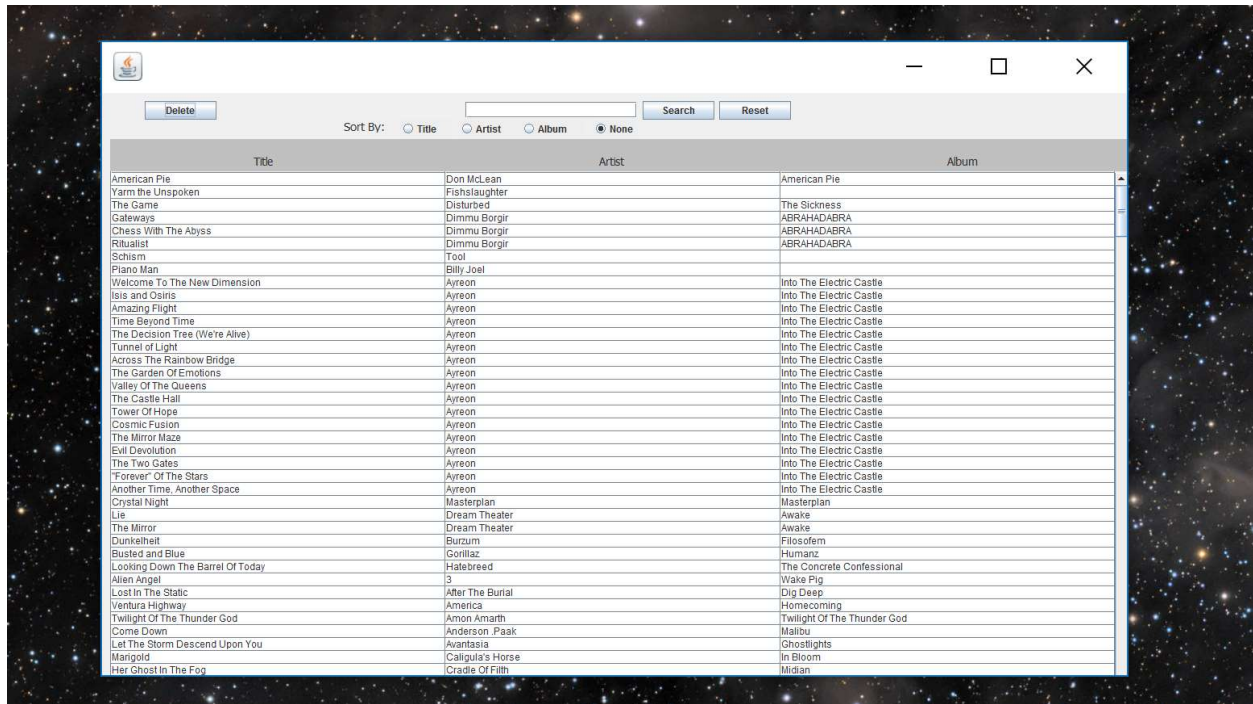 Delete Search Reset
Sort By: Title Artist Album None
Title Artist Album
American Pie Don McLean American Pie
Yarm the Unspoken Fishslaughter
The Game Disturbed The Sickness
Gateways Dimmu Borgir ABRAHADABRA
Chess With The Abyss Dimmu Borgir ABRAHADABRA
Ritualist Dimmu Borgir ABRAHADABRA
Schism Tool
Piano Man Billy Joel
Welcome To The New Dimension Ayreon Into The Electric Castle
Isis and Osiris Ayreon Into The Electric Castle
Amazing Flight Ayreon Into The Electric Castle
Time Beyond Time Ayreon Into The Electric Castle
The Decision Tree (We're Alive) Ayreon Into The Electric Castle
Tunnel of Light Ayreon Into The Electric Castle
Across The Rainbow Bridge Ayreon Into The Electric Castle
The Garden Of Emotions Ayreon Into The Electric Castle
Valley Of The Queens Ayreon Into The Electric Castle
The Castle Hall Ayreon Into The Electric Castle
Tower Of Hope Ayreon Into The Electric Castle
Cosmic Fusion Ayreon Into The Electric Castle
The Mirror Maze Ayreon Into The Electric Castle
Evil Devolution Ayreon Into The Electric Castle
The Two Gates Ayreon Into The Electric Castle
"Forever" Of The Stars Ayreon Into The Electric Castle
Another Time, Another Space Ayreon Into The Electric Castle
Crystal Night Masterplan Masterplan
Lie Dream Theater Awake
The Mirror Dream Theater Awake
Dunkelheit Burzum Filosofem
Busted and Blue Gorillaz Humanz
Looking Down The Barrel Of Today Hatebreed The Concrete Confessional
Alien Angel 3 Wake Pig
Lost In The Static After The Burial Dig Deep
Ventura Highway America Homecoming
Twilight Of The Thunder God Amon Amarth Twilight Of The Thunder God
Come Down Anderson .Paak Malibu
Let The Storm Descend Upon You Avantasia Ghostlights
Marigold Caligula's Horse In Bloom
Her Ghost In The Fog Cradle Of Filth Midian